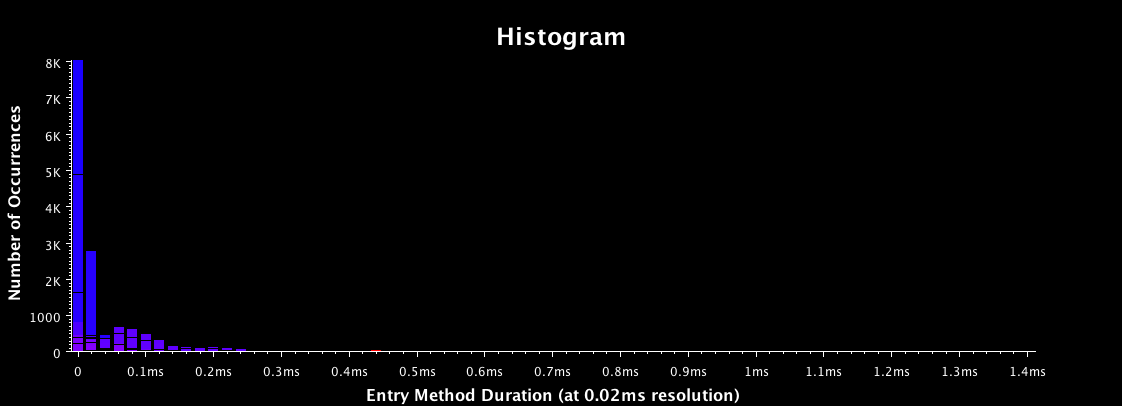 Histogram
Number of Occurrences
8K
7K
6K
5K
4K
3K
2K
1000
0
0 0.1ms 0.2ms 0.3ms 0.4ms 0.5ms 0.6ms 0.7ms 0.8ms 0.9ms 1ms 1.1ms 1.2ms 1.3ms 1.4ms
Entry Method Duration (at 0.02ms resolution)